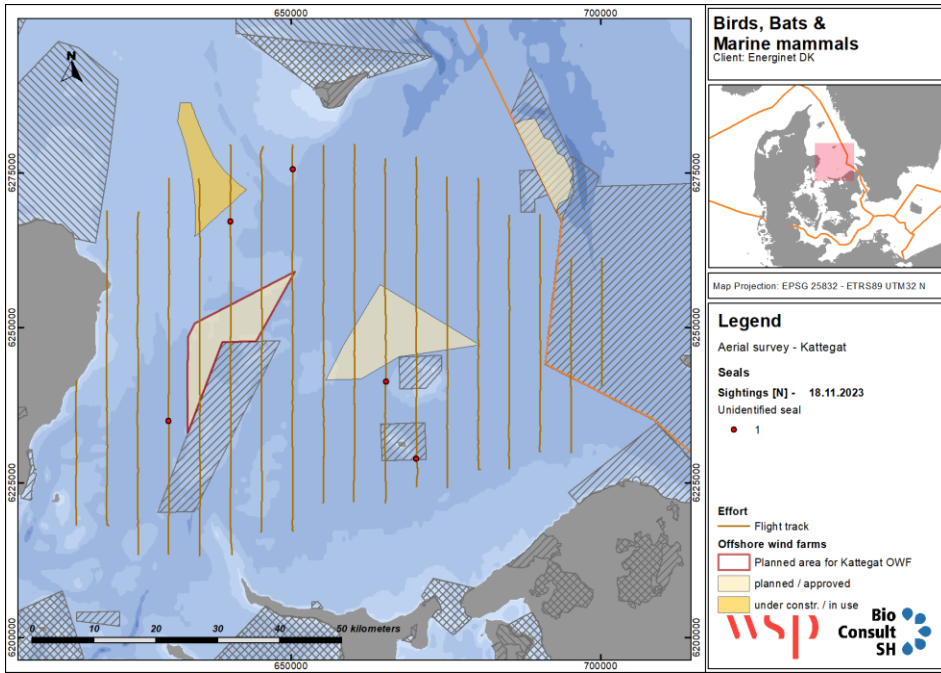 650000
700000
N
6275000
6275000
6250000
6250000
6225000
6225000
6200000
6200000
0
10
20
30
40
50 kilometers
650000
700000
Birds, Bats &
Marine mammals
Client: Energinet DK
Map Projection: EPSG 25832 - ETRS89 UTM32 N
Legend
Aerial survey - Kattegat
Seals
Sightings [N] - 18.11.2023
Unidentified seal
1
Effort
Flight track
Offshore wind farms
Planned area for Kattegat OWF
planned / approved
under constr. / in use
wsp
Bio
Consult
SH